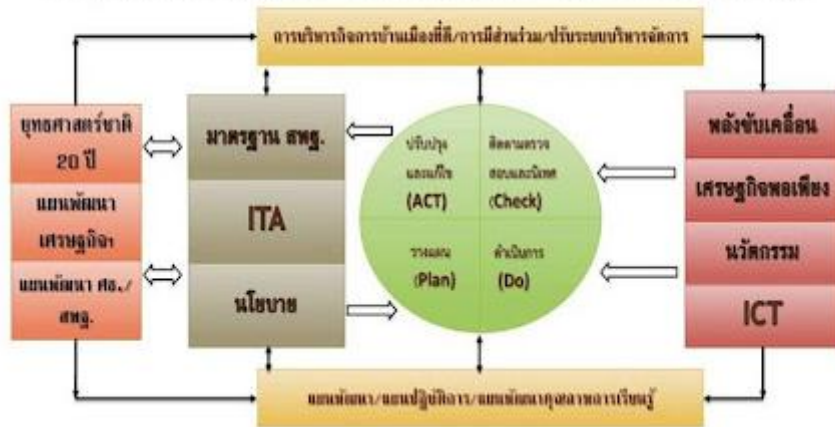 การบริหารกิจการบ้านเมืองที่ดี/การมีส่วนร่วม/ปรับระบบบริหารจัดการ
ยุทธศาสตร์ชาติ
20 ปี
แผนพัฒนา
เศรษฐกิจฯ
แผนพัฒนา ศธ./
สพฐ.
มาตรฐาน สพฐ.
ITA
นโยบาย
ปรับปรุง
และแก้ไข
(ACT)
ติดตามตรวจ
สอบและนิเทศ
(Check)
วางแผน
(Plan)
ดำเนินการ
(Do)
พลังขับเคลื่อน
เศรษฐกิจพอเพียง
นวัตกรรม
ICT
แผนพัฒนา/แผนปฏิบัติการ/แผนพัฒนาคุณภาพการเรียนรู้